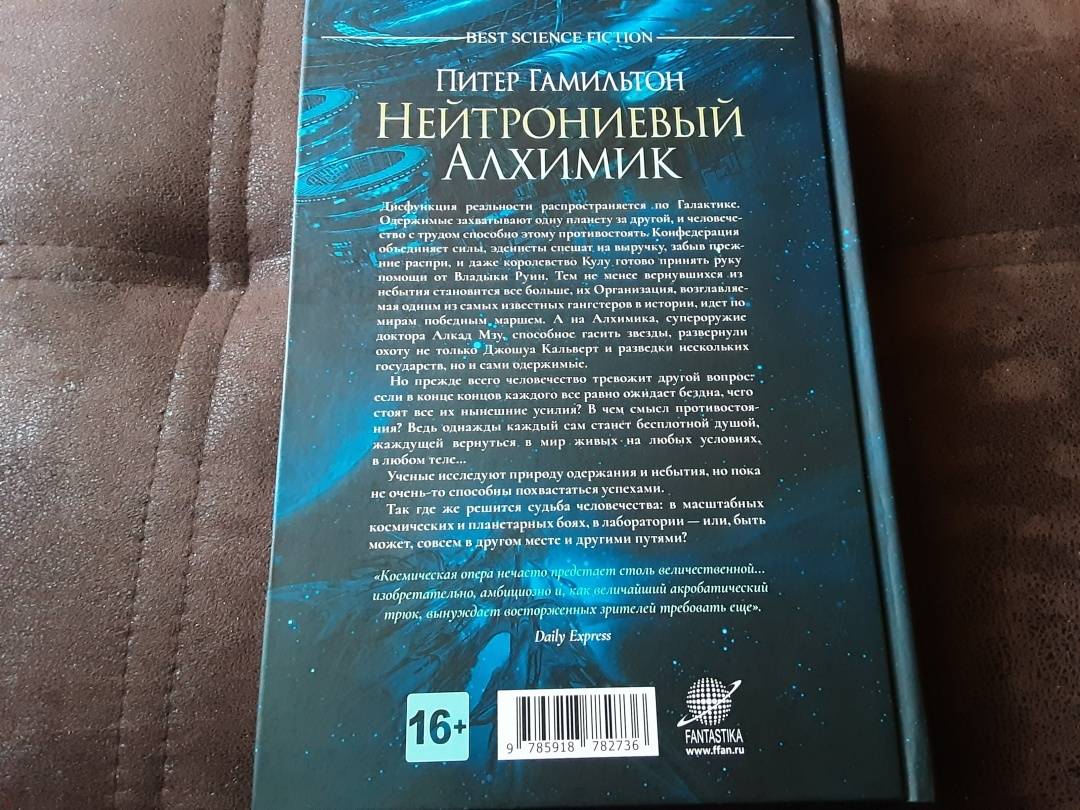 BEST SCIENCE FICTION
ПИТЕР ГАМИЛЬТОН
НЕЙТРОНИЕВЫЙ
АЛХИМИК
Дисфункция реальности распространяется по Галактике.
Одержимые захватывают одну планету за другой, и человече-
ство с трудом способно этому противостоять. Конфедерация
объединяет силы, эденисты спешат на выручку, забыв преж-
ние распри, и даже королевство Кулу готово принять руку
помощи от Владыки Руин. Тем не менее вернувшихся из
небытия становится все больше, их Организация, возглавляе-
мая одним из самых известных гангстеров в истории, идет по
мирам победным маршем. А на Алхимика, супероружие
доктора Алкад Мзу, способное гасить звезды, развернули
охоту не только Джошуа Кальверт и разведки нескольких
государств, но и сами одержимые.
Но прежде всего человечество тревожит другой вопрос:
если в конце концов каждого все равно ожидает бездна, чего
стоят все их нынешние усилия? В чем смысл противостоя-
ния? Ведь однажды каждый сам станет бесплотной душой,
жаждущей вернуться в мир живых на любых условиях,
в любом теле...
Ученые исследуют природу одержания и небытия, но пока
не очень-то способны похвастаться успехами.
Так где же решится судьба человечества: в масштабных
космических и планетарных боях, в лаборатории — или, быть
может, совсем в другом месте и другими путями?
«Космическая опера нечасто предстает столь величественной...
изобретательно, амбициозно и, как величайший акробатический
трюк, вынуждает восторженных зрителей требовать еще».
Daily Express
16+
9 785918 782736
FANTASTIKA
www.ffan.ru